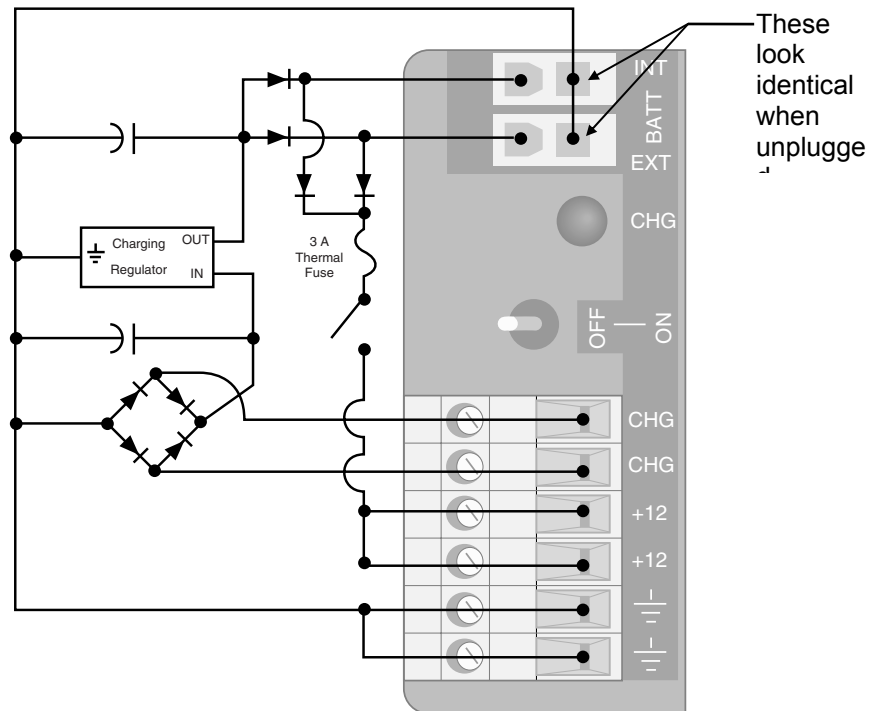 These
look
identical
when
unplugge
INT
BATT
EXT
CHG
OUT
Charging
Regulator
IN
3 A
Thermal
Fuse
OFF
ON
CHG
CHG
+12
+12